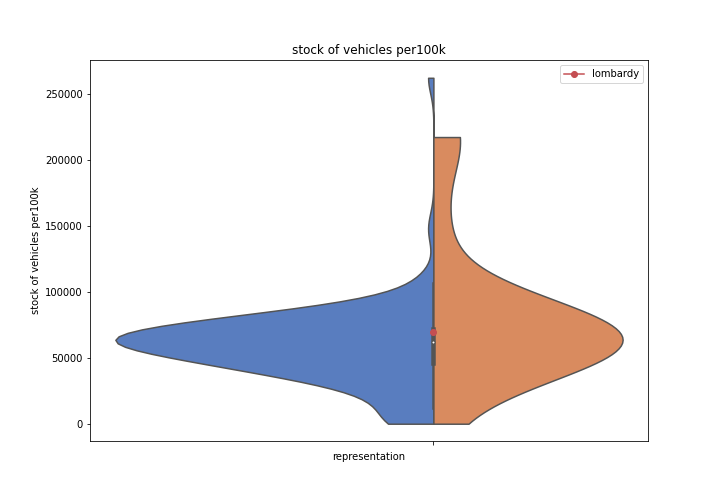 stock of vehicles per100k
lombardy
250000
200000
150000
100000
50000
0
stock of vehicles per100k
representation